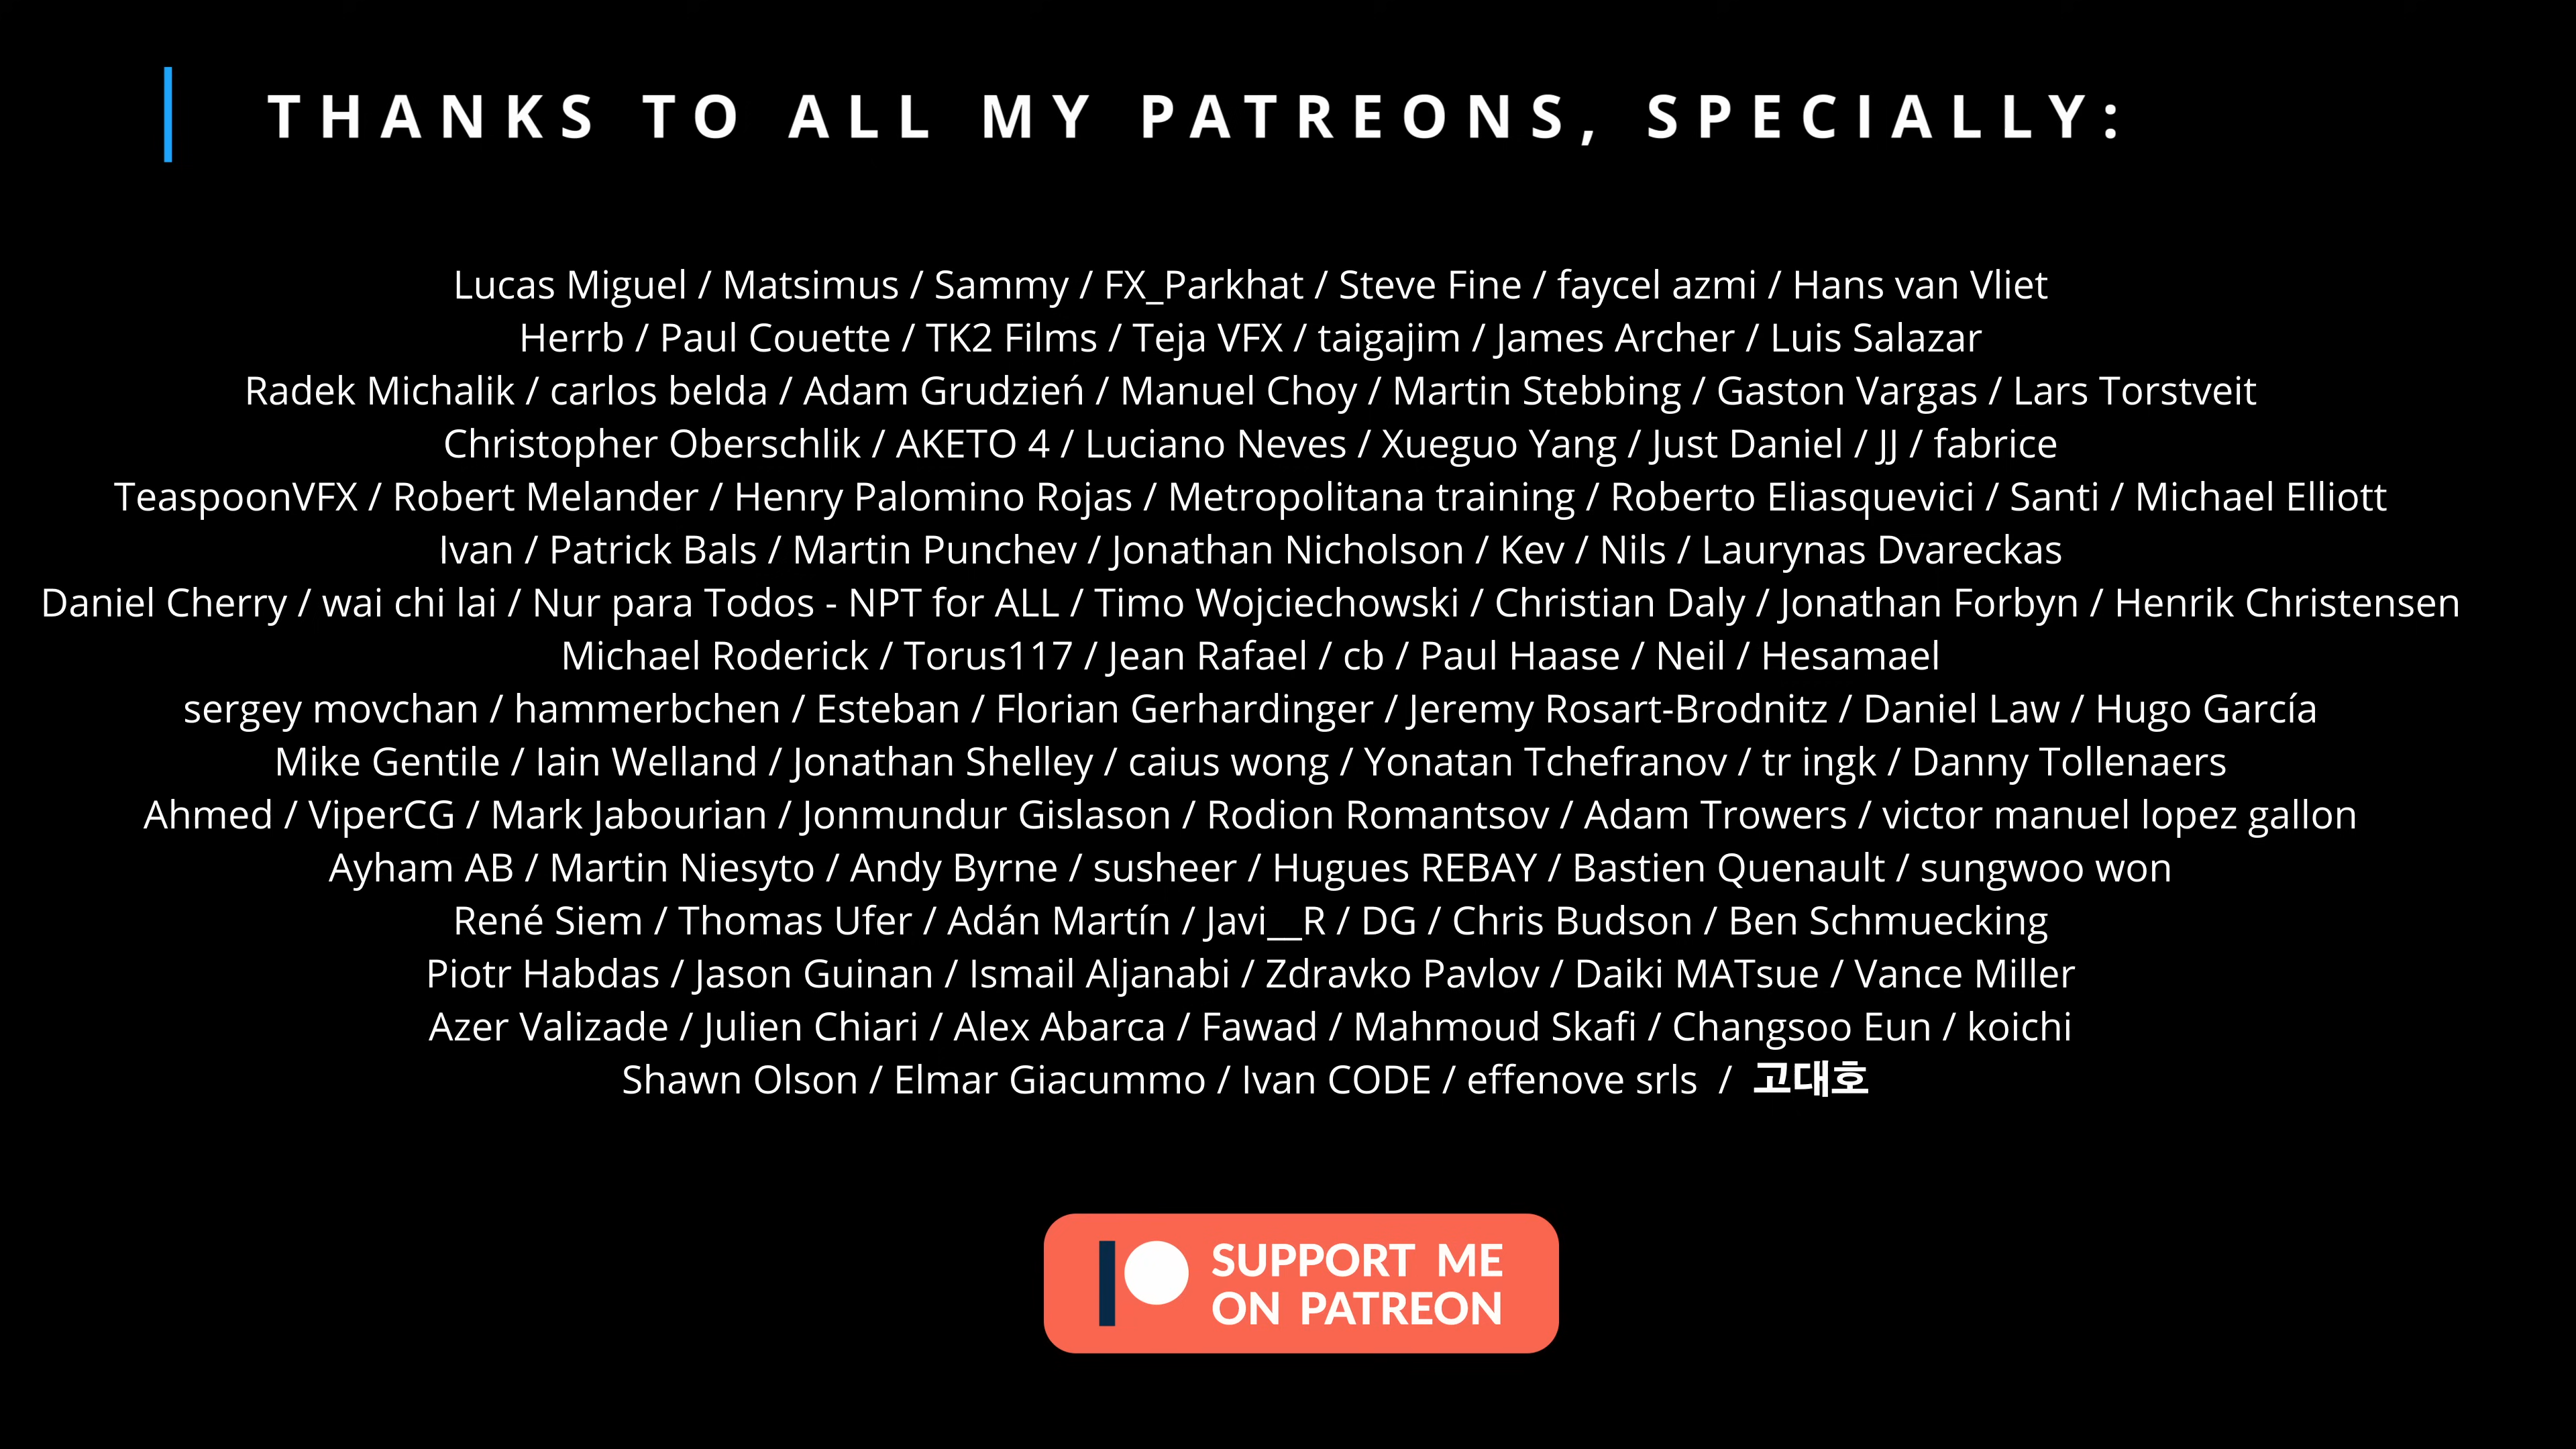 THANKS TO ALL MY PATREONS, SPECIALLY:
Lucas Miguel / Matsimus / Sammy / FX_Parkhat / Steve Fine / faycel azmi / Hans van Vliet
Herrb / Paul Couette / TK2 Films / Teja VFX / taigajim / James Archer / Luis Salazar
Radek Michalik / carlos belda / Adam Grudzień / Manuel Choy / Martin Stebbing / Gaston Vargas / Lars Torstveit
Christopher Oberschlik / AKETO 4 / Luciano Neves / Xueguo Yang / Just Daniel / JJ / fabrice
TeaspoonVFX / Robert Melander / Henry Palomino Rojas / Metropolitana training / Roberto Eliasquevici / Santi / Michael Elliott
Ivan / Patrick Bals / Martin Punchev / Jonathan Nicholson / Kev / Nils / Laurynas Dvareckas
Daniel Cherry / wai chi lai / Nur para Todos - NPT for ALL / Timo Wojciechowski / Christian Daly / Jonathan Forbyn / Henrik Christensen
Michael Roderick / Torus117 / Jean Rafael / cb / Paul Haase / Neil / Hesamael
sergey movchan / hammerbchen / Esteban / Florian Gerhardinger / Jeremy Rosart-Brodnitz / Daniel Law / Hugo García
Mike Gentile / Iain Welland / Jonathan Shelley / caius wong / Yonatan Tchefranov / tr ingk / Danny Tollenaers
Ahmed / ViperCG / Mark Jabourian / Jonmundur Gislason / Rodion Romantsov / Adam Trowers / victor manuel lopez gallon
Ayham AB / Martin Niesyto / Andy Byrne / susheer / Hugues REBAY / Bastien Quenault / sungwoo won
René Siem / Thomas Ufer / Adán Martín / Javi__R / DG / Chris Budson / Ben Schmuecking
Piotr Habdas / Jason Guinan / Ismail Aljanabi / Zdravko Pavlov / Daiki MATsue / Vance Miller
Azer Valizade / Julien Chiari / Alex Abarca / Fawad / Mahmoud Skafi / Changsoo Eun / koichi
Shawn Olson / Elmar Giacummo / Ivan CODE / effenove srls / 고대호
SUPPORT ME
ON PATREON